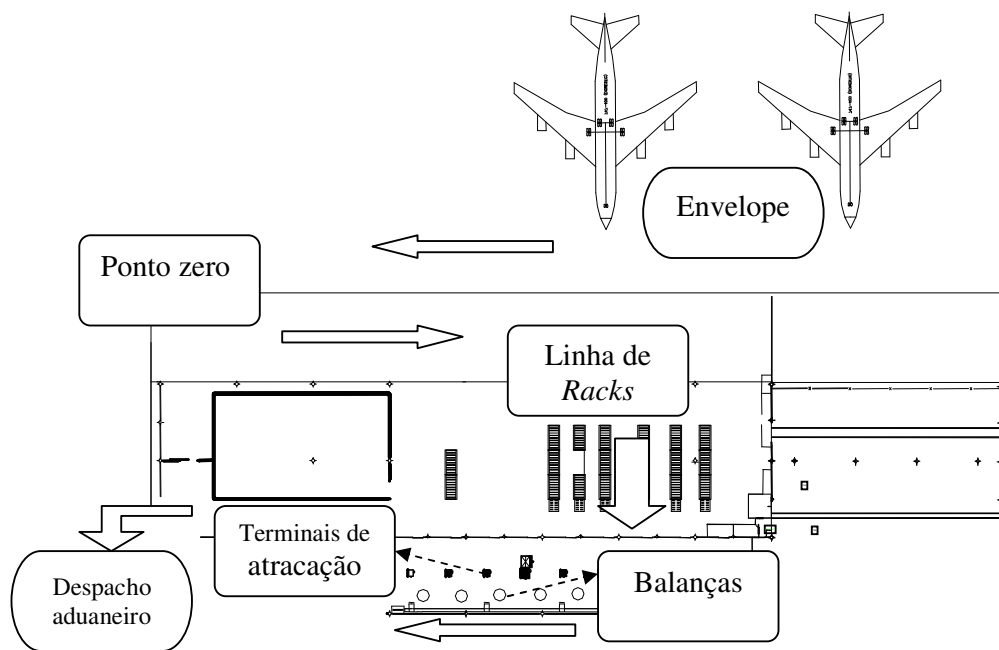 Envelope
Ponto zero
Linha de
Racks
Terminais de
atracação
Balanças
Despacho
aduaneiro